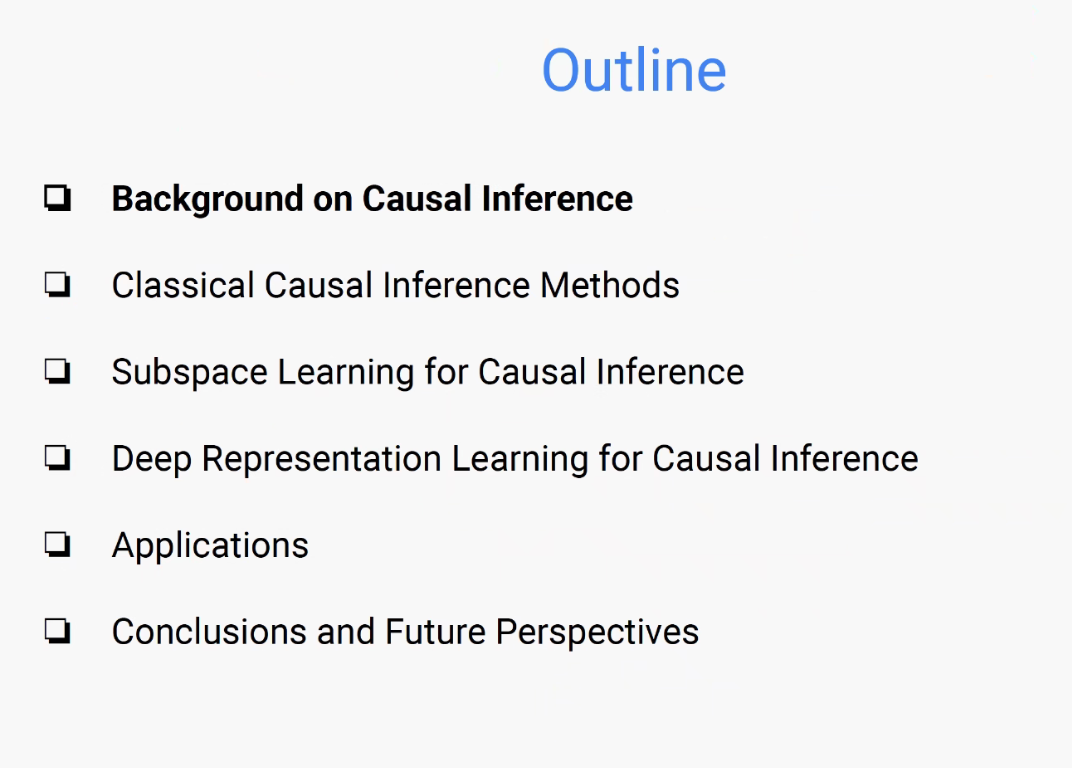 Outline
❏ Background on Causal Inference
❏ Classical Causal Inference Methods
❏ Subspace Learning for Causal Inference
❏ Deep Representation Learning for Causal Inference
❏ Applications
❏ Conclusions and Future Perspectives